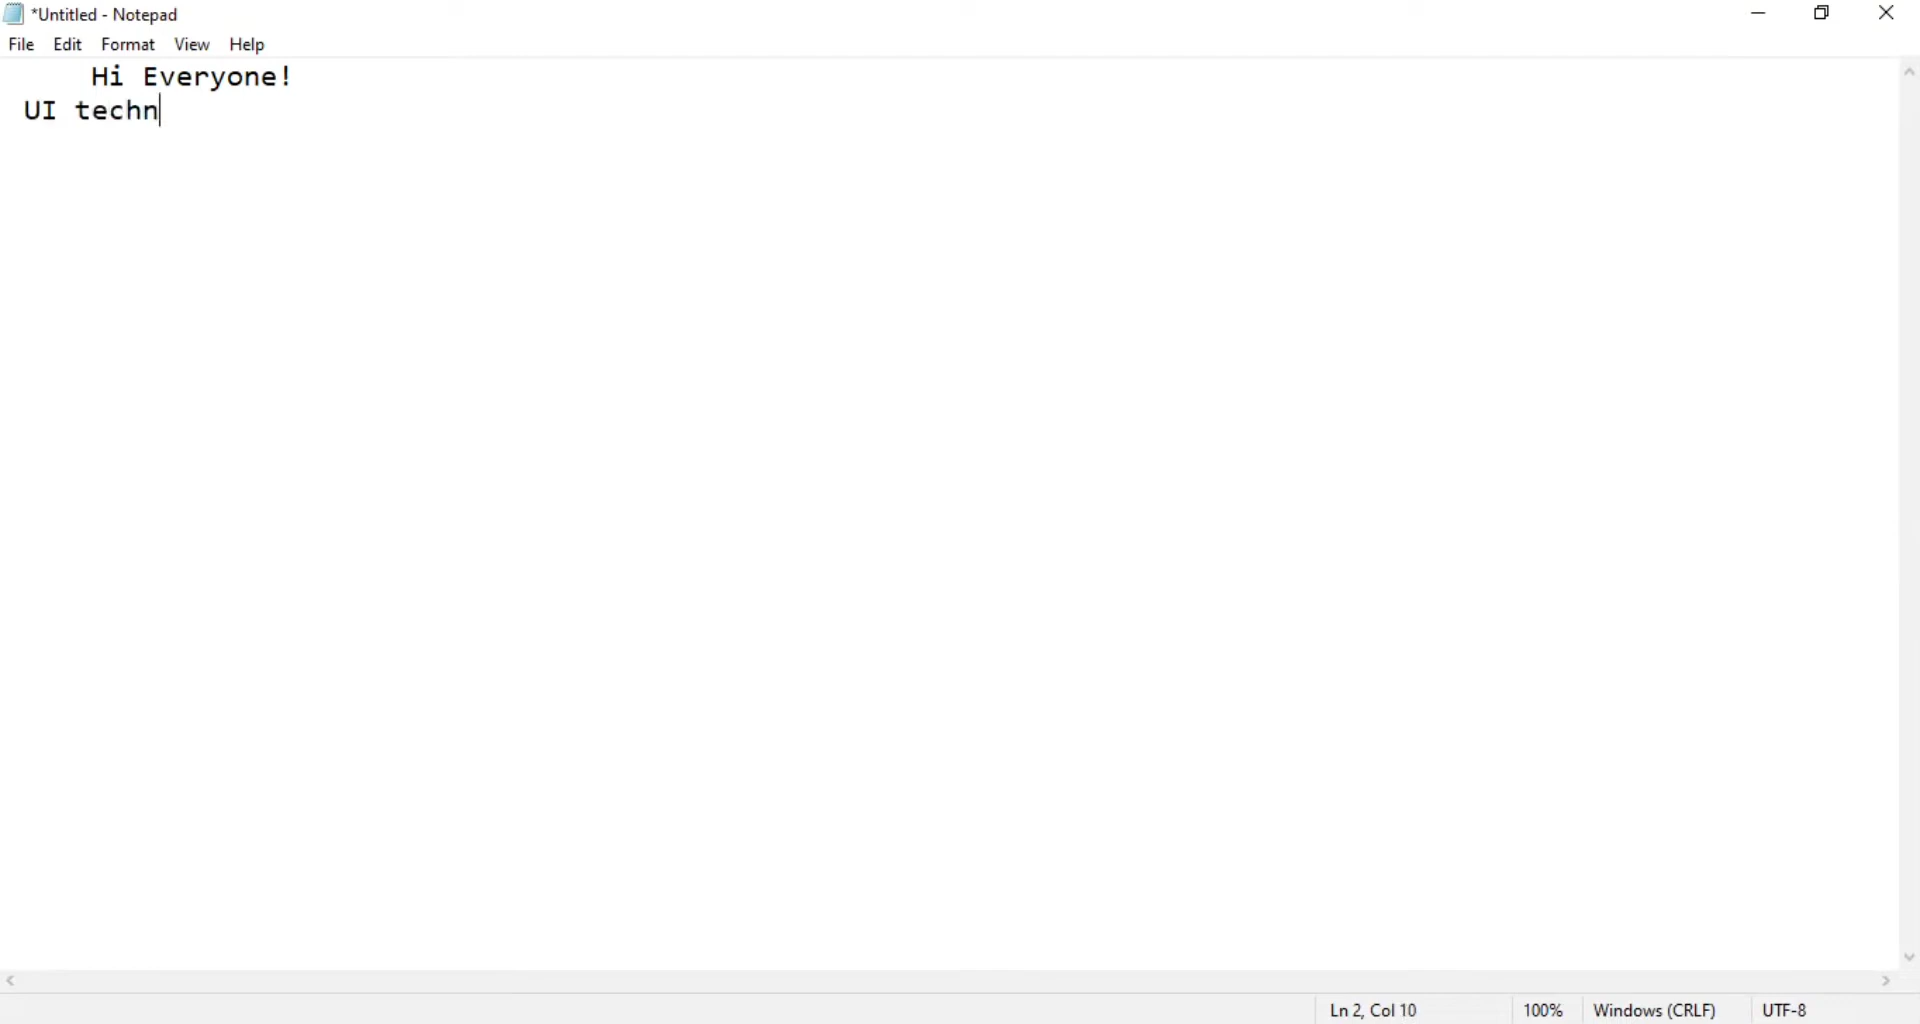 *Untitled - Notepad
File Edit Format View Help
Hi Everyone!
UI techn
Ln 2, Col 10 100% Windows (CRLF) UTF-8